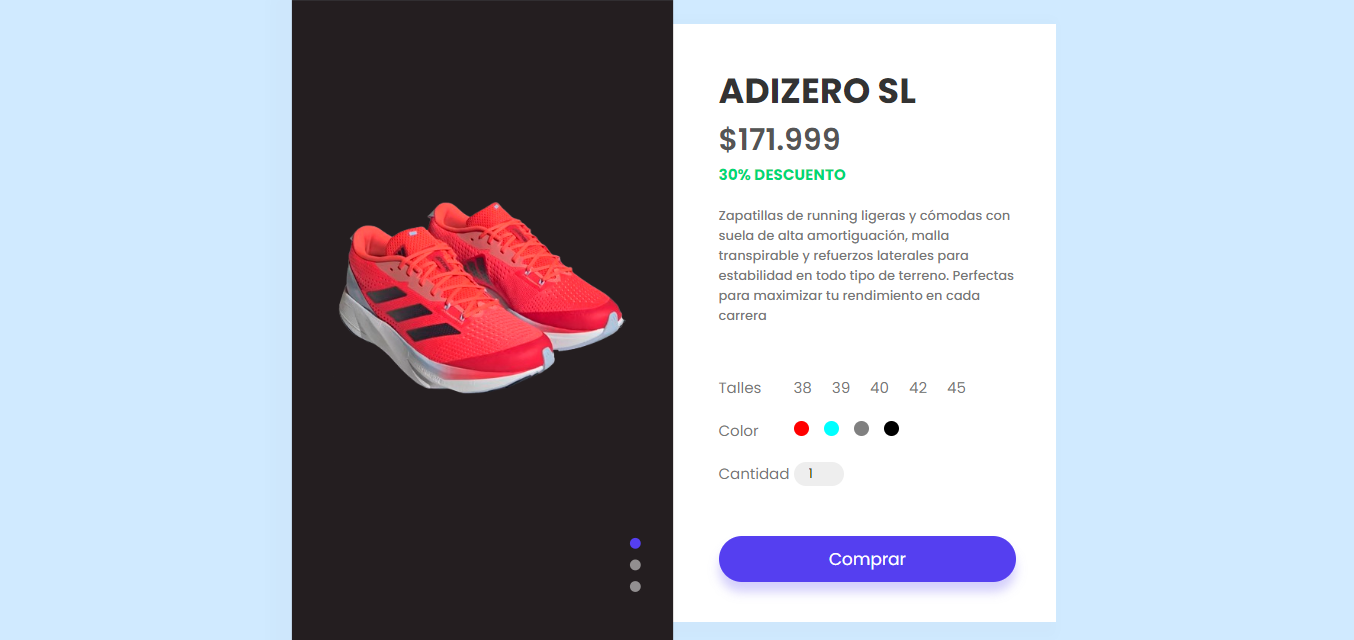 ADIZERO SL
$171.999
30% DESCUENTO
Zapatillas de running ligeras y cómodas con
suela de alta amortiguación, malla
transpirable y refuerzos laterales para
estabilidad en todo tipo de terreno. Perfectas
para maximizar tu rendimiento en cada
carrera
Talles 38 39 40 42 45
Color
Cantidad 1
Comprar